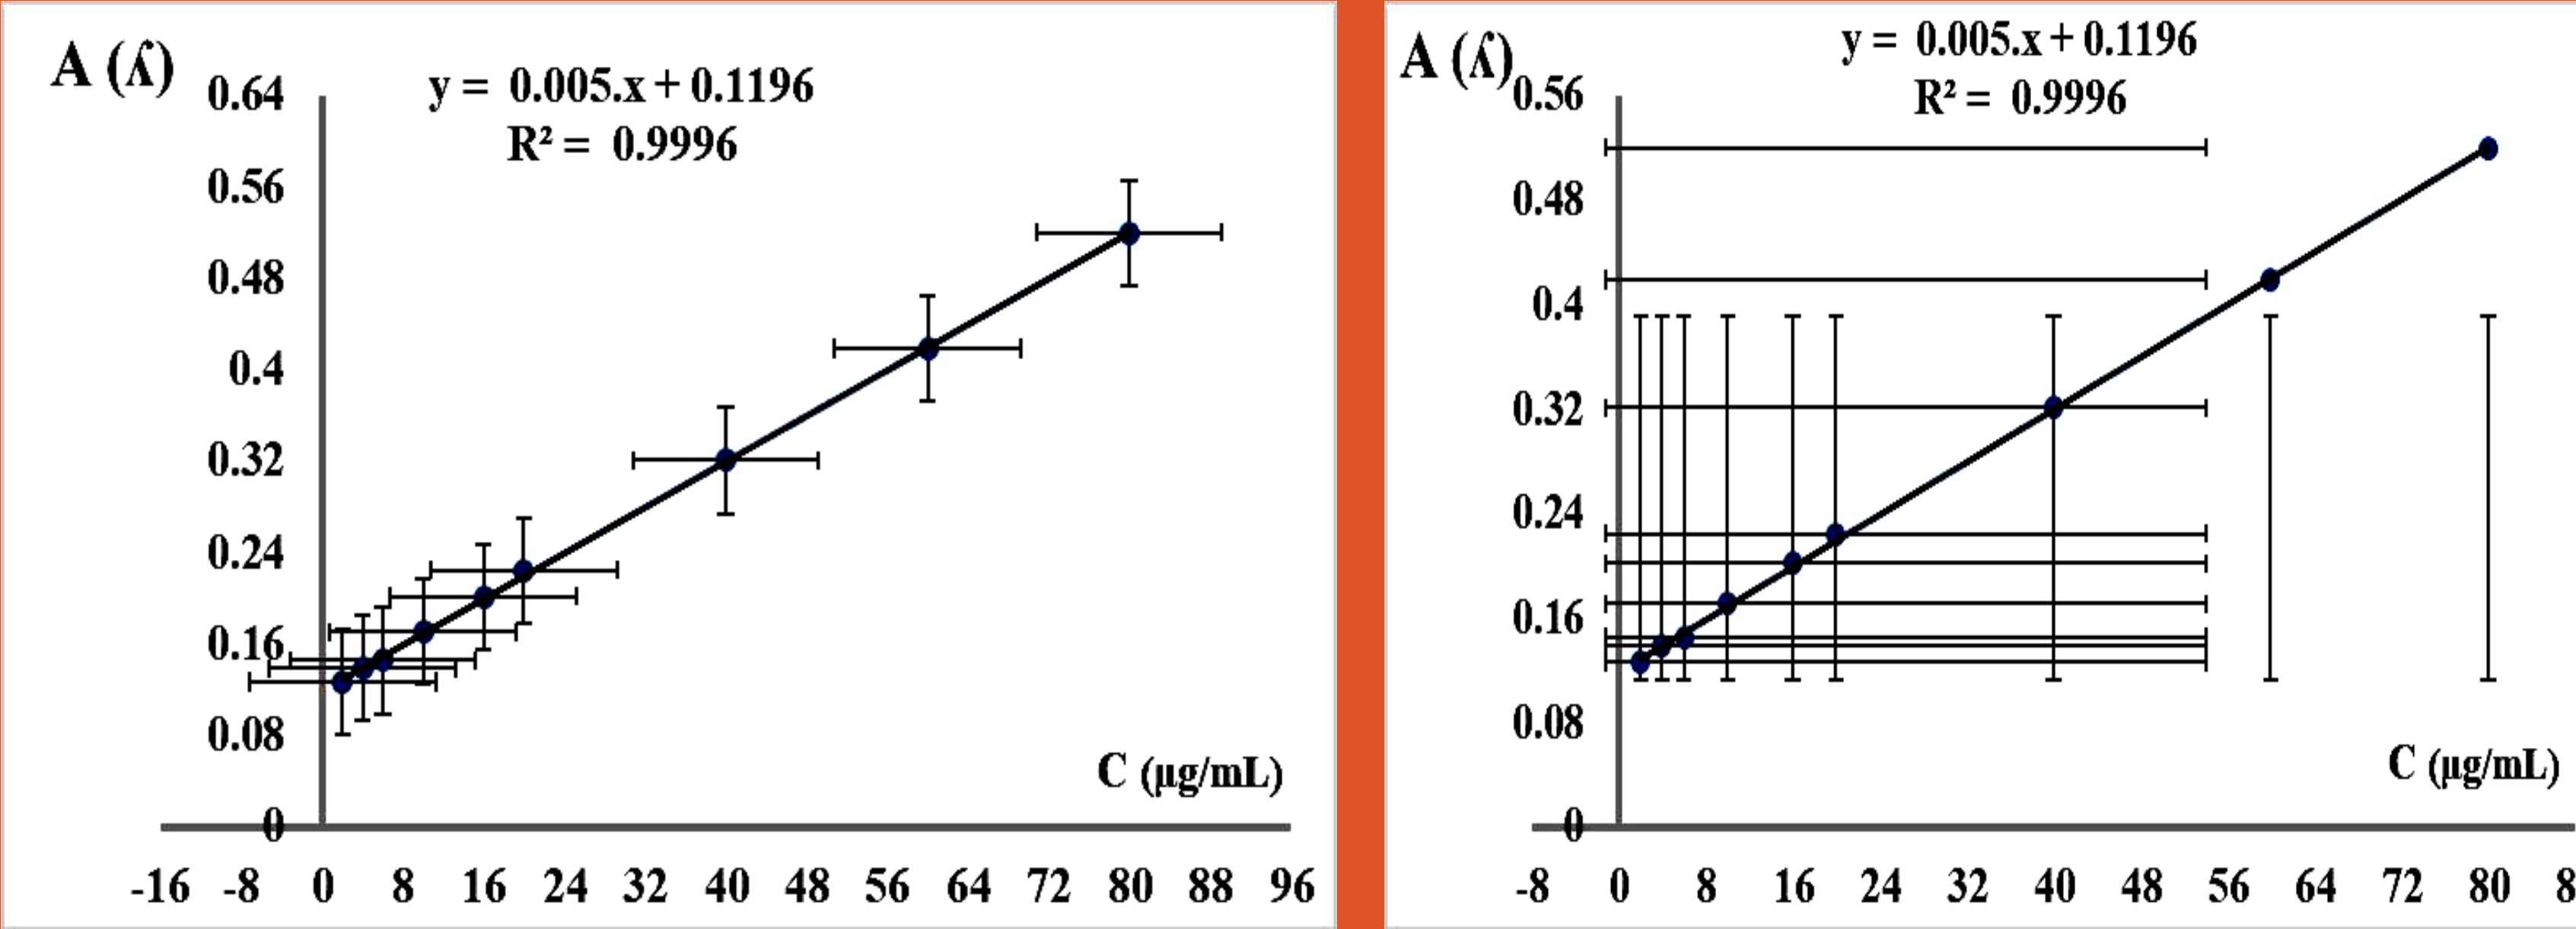 A (ʎ)
y = 0.005.x + 0.1196
R² = 0.9996
0.64
0.56
0.48
0.4
0.32
0.24
0.16
0.08
0
C (µg/mL)
-16 -8 0 8 16 24 32 40 48 56 64 72 80 88 96
A (ʎ)
y = 0.005.x + 0.1196
R² = 0.9996
0.56
0.48
0.4
0.32
0.24
0.16
0.08
0
C (µg/mL)
-8 0 8 16 24 32 40 48 56 64 72 80 8